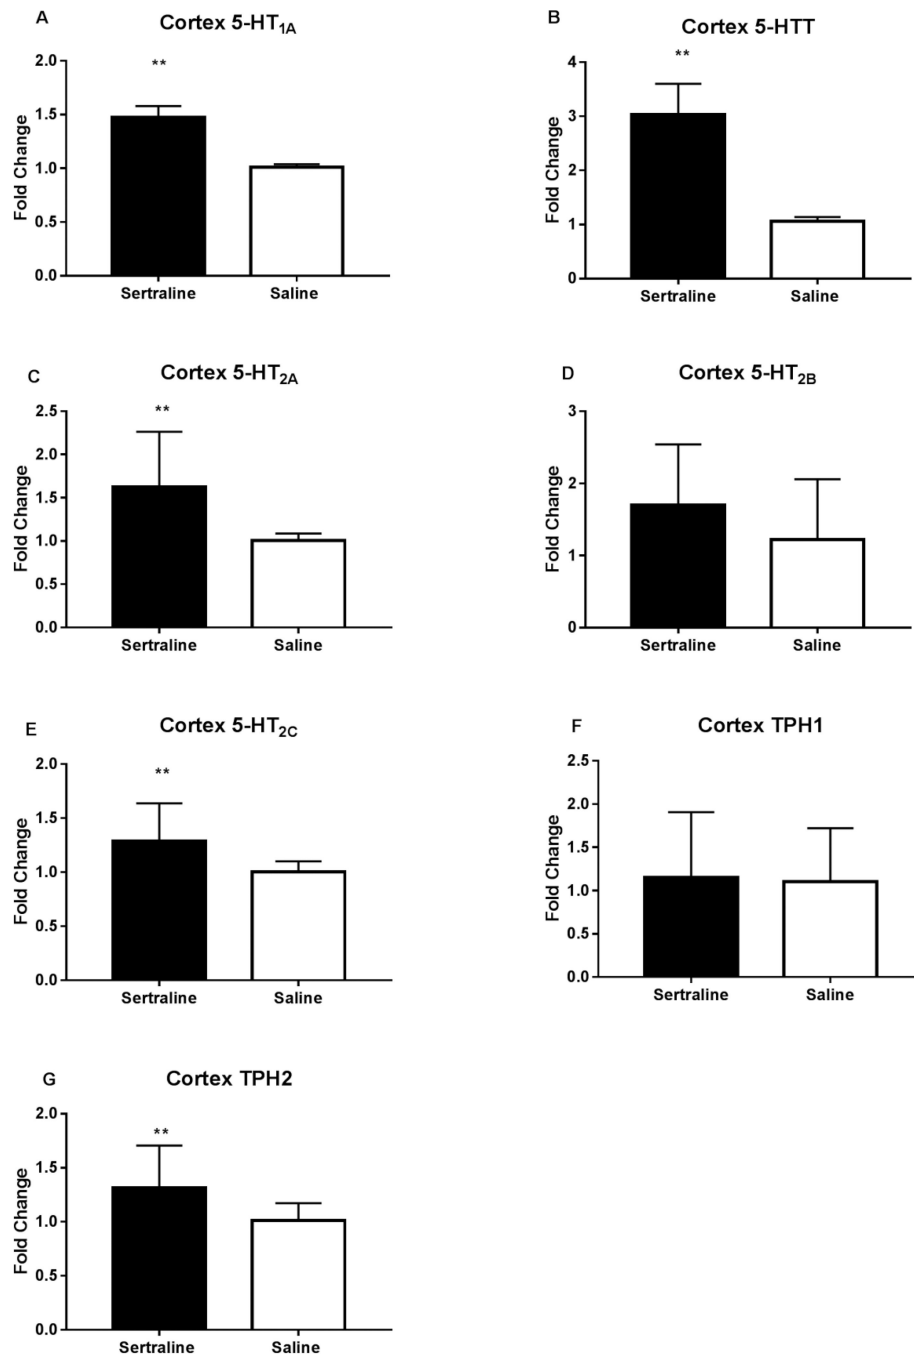 A
Cortex 5-HT1A
**
2.0
1.5
1.0
0.5
0.0
Fold Change
Sertraline
Saline
B
Cortex 5-HTT
**
4
3
2
1
0
Fold Change
Sertraline
Saline
C
Cortex 5-HT2A
**
2.5
2.0
1.5
1.0
0.5
0.0
Fold Change
Sertraline
Saline
D
Cortex 5-HT2B
3
2
1
0
Fold Change
Sertraline
Saline
E
Cortex 5-HT2C
**
2.0
1.5
1.0
0.5
0.0
Fold Change
Sertraline
Saline
F
Cortex TPH1
2.5
2.0
1.5
1.0
0.5
0.0
Fold Change
Sertraline
Saline
G
Cortex TPH2
**
2.0
1.5
1.0
0.5
0.0
Fold Change
Sertraline
Saline